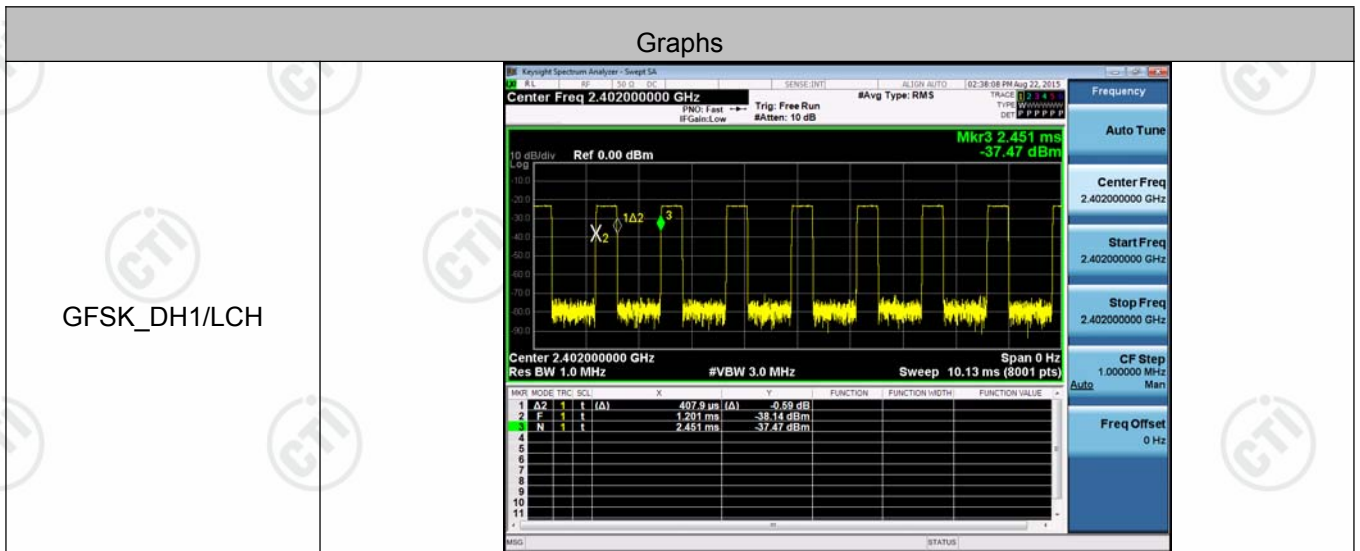 Graphs
GFSK_DH1/LCH
Keysight Spectrum Analyzer - Swept SA
RL RF 50 Ω DC SENSE:INT ALIGN AUTO 02:38:08 PM Aug 22, 2015
Center Freq 2.402000000 GHz
PNO: Fast
IFGain:Low
Trig: Free Run
#Atten: 10 dB
#Avg Type: RMS
TRACE 1 2 3 4 5 6
TYPE WWWWWW
DET P P P P P P
Mkr3 2.451 ms
-37.47 dBm
10 dB/div Ref 0.00 dBm
Log
-10.0
-20.0
-30.0
-40.0
-50.0
-60.0
-70.0
-80.0
-90.0
X2
1Δ2
3
Center 2.402000000 GHz Span 0 Hz
Res BW 1.0 MHz #VBW 3.0 MHz Sweep 10.13 ms (8001 pts)
MKR MODE TRC SCL X Y FUNCTION FUNCTION WIDTH FUNCTION VALUE
1 Δ2 1 t (Δ) 407.9 µs (Δ) -0.59 dB
2 F 1 t 1.201 ms -38.14 dBm
3 N 1 t 2.451 ms -37.47 dBm
4
5
6
7
8
9
10
11
MSG STATUS
Frequency
Auto Tune
Center Freq
2.402000000 GHz
Start Freq
2.402000000 GHz
Stop Freq
2.402000000 GHz
CF Step
1.000000 MHz
Auto Man
Freq Offset
0 Hz
CTI
CTI
CTI
CTI
CTI
CTI
CTI